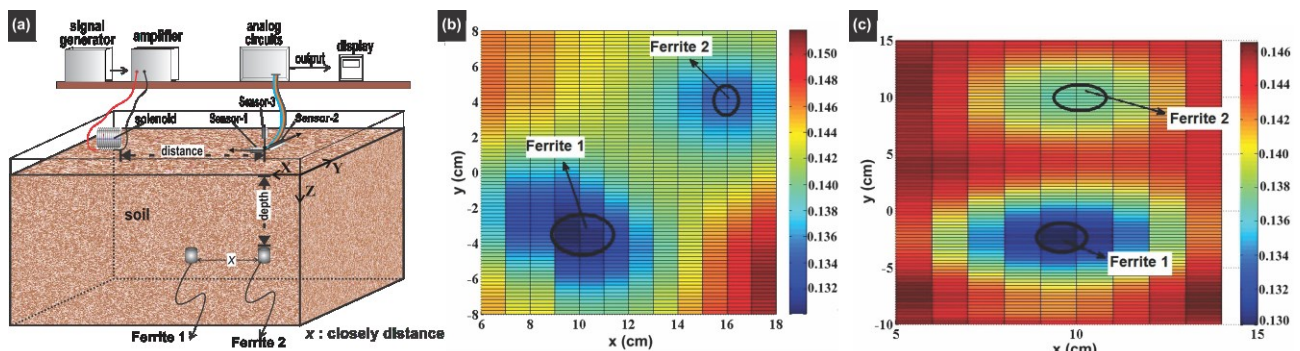 (a)
signal
generator
amplifier
analog
circuits
output
display
Sensor-3
solenoid
Sensor-1
Sensor-2
distance
X
Y
Z
depth
soil
x
Ferrite 1
Ferrite 2
x : closely distance
(b)
8
6
4
2
0
-2
-4
-6
-8
y (cm)
6 8 10 12 14 16 18
x (cm)
Ferrite 2
Ferrite 1
0.150
0.148
0.146
0.144
0.142
0.140
0.138
0.136
0.134
0.132
(c)
15
10
5
0
-5
-10
y (cm)
5 10 15
x (cm)
Ferrite 2
Ferrite 1
0.146
0.144
0.142
0.140
0.138
0.136
0.134
0.132
0.130